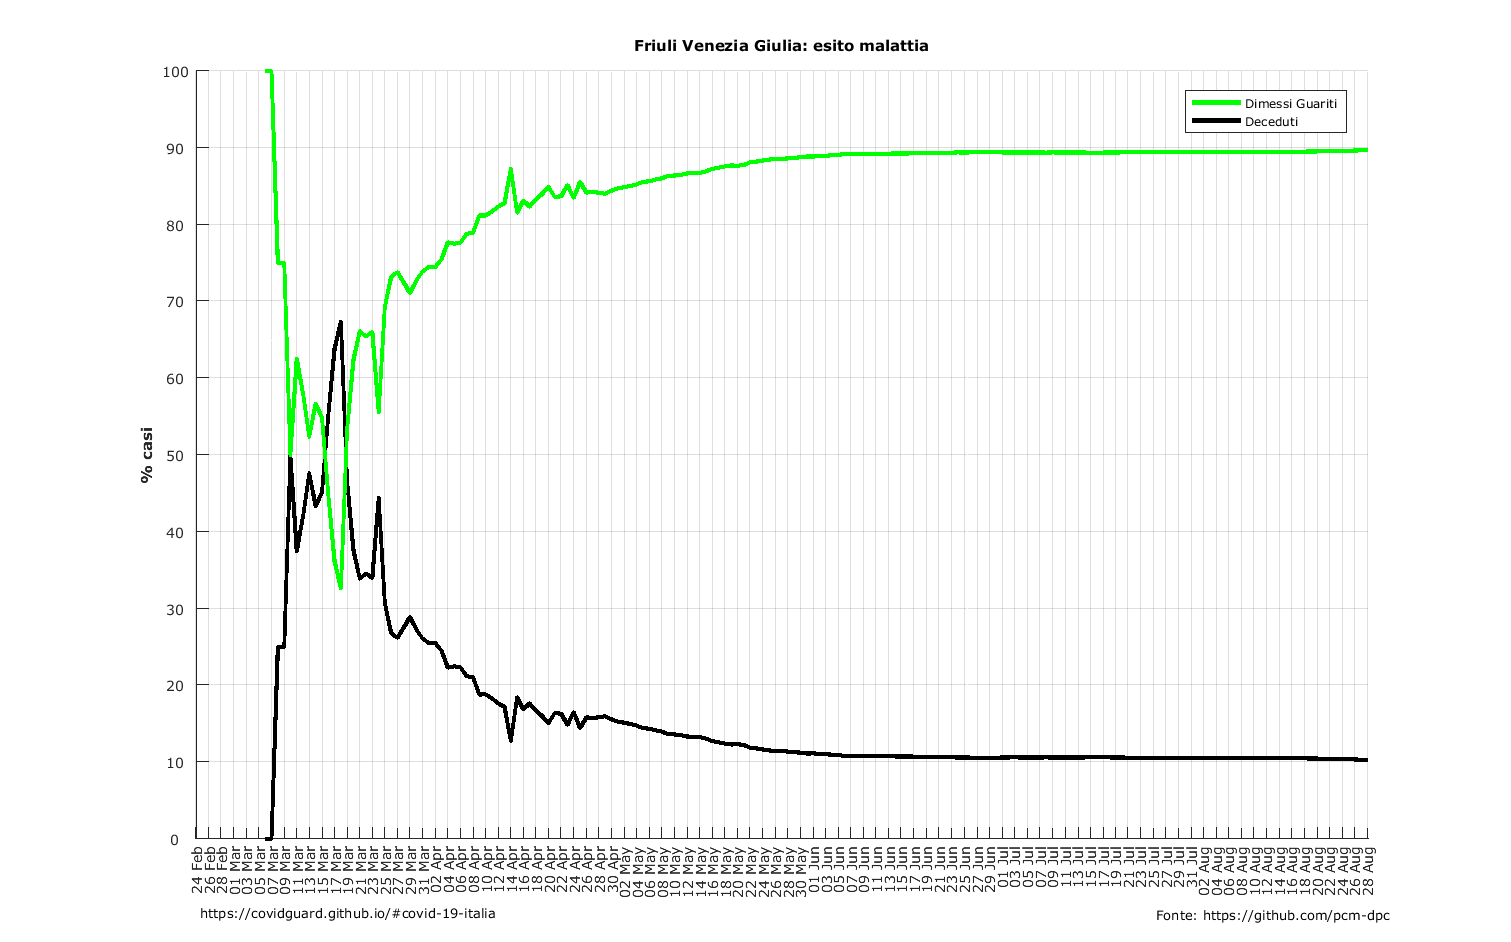 Friuli Venezia Giulia: esito malattia
Dimessi Guariti
Deceduti
% casi
100
90
80
70
60
50
40
30
20
10
0
24 Feb
26 Feb
28 Feb
01 Mar
03 Mar
05 Mar
07 Mar
09 Mar
11 Mar
13 Mar
15 Mar
17 Mar
19 Mar
21 Mar
23 Mar
25 Mar
27 Mar
29 Mar
31 Mar
02 Apr
04 Apr
06 Apr
08 Apr
10 Apr
12 Apr
14 Apr
16 Apr
18 Apr
20 Apr
22 Apr
24 Apr
26 Apr
28 Apr
30 Apr
02 May
04 May
06 May
08 May
10 May
12 May
14 May
16 May
18 May
20 May
22 May
24 May
26 May
28 May
30 May
01 Jun
03 Jun
05 Jun
07 Jun
09 Jun
11 Jun
13 Jun
15 Jun
17 Jun
19 Jun
21 Jun
23 Jun
25 Jun
27 Jun
29 Jun
01 Jul
03 Jul
05 Jul
07 Jul
09 Jul
11 Jul
13 Jul
15 Jul
17 Jul
19 Jul
21 Jul
23 Jul
25 Jul
27 Jul
29 Jul
31 Jul
02 Aug
04 Aug
06 Aug
08 Aug
10 Aug
12 Aug
14 Aug
16 Aug
18 Aug
20 Aug
22 Aug
24 Aug
26 Aug
28 Aug
https://covidguard.github.io/#covid-19-italia
Fonte: https://github.com/pcm-dpc